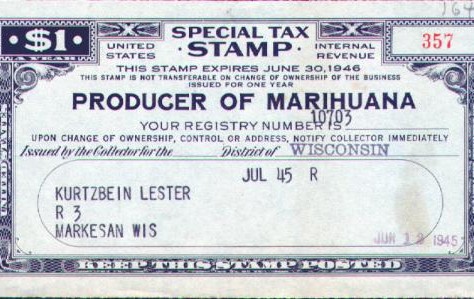 164
$1
A YEAR
SPECIAL TAX
UNITED STATES · STAMP · INTERNAL REVENUE
357
THIS STAMP EXPIRES JUNE 30, 1946
THIS STAMP IS NOT TRANSFERABLE ON CHANGE OF OWNERSHIP OF THE BUSINESS
ISSUED FOR ONE YEAR
PRODUCER OF MARIHUANA
YOUR REGISTRY NUMBER IS 10703
UPON CHANGE OF OWNERSHIP, CONTROL OR ADDRESS, NOTIFY COLLECTOR IMMEDIATELY
Issued by the Collector for the District of WISCONSIN
JUL 45 R
KURTZBEIN LESTER
R 3
MARKESAN WIS
JUN 1945
KEEP THIS STAMP POSTED